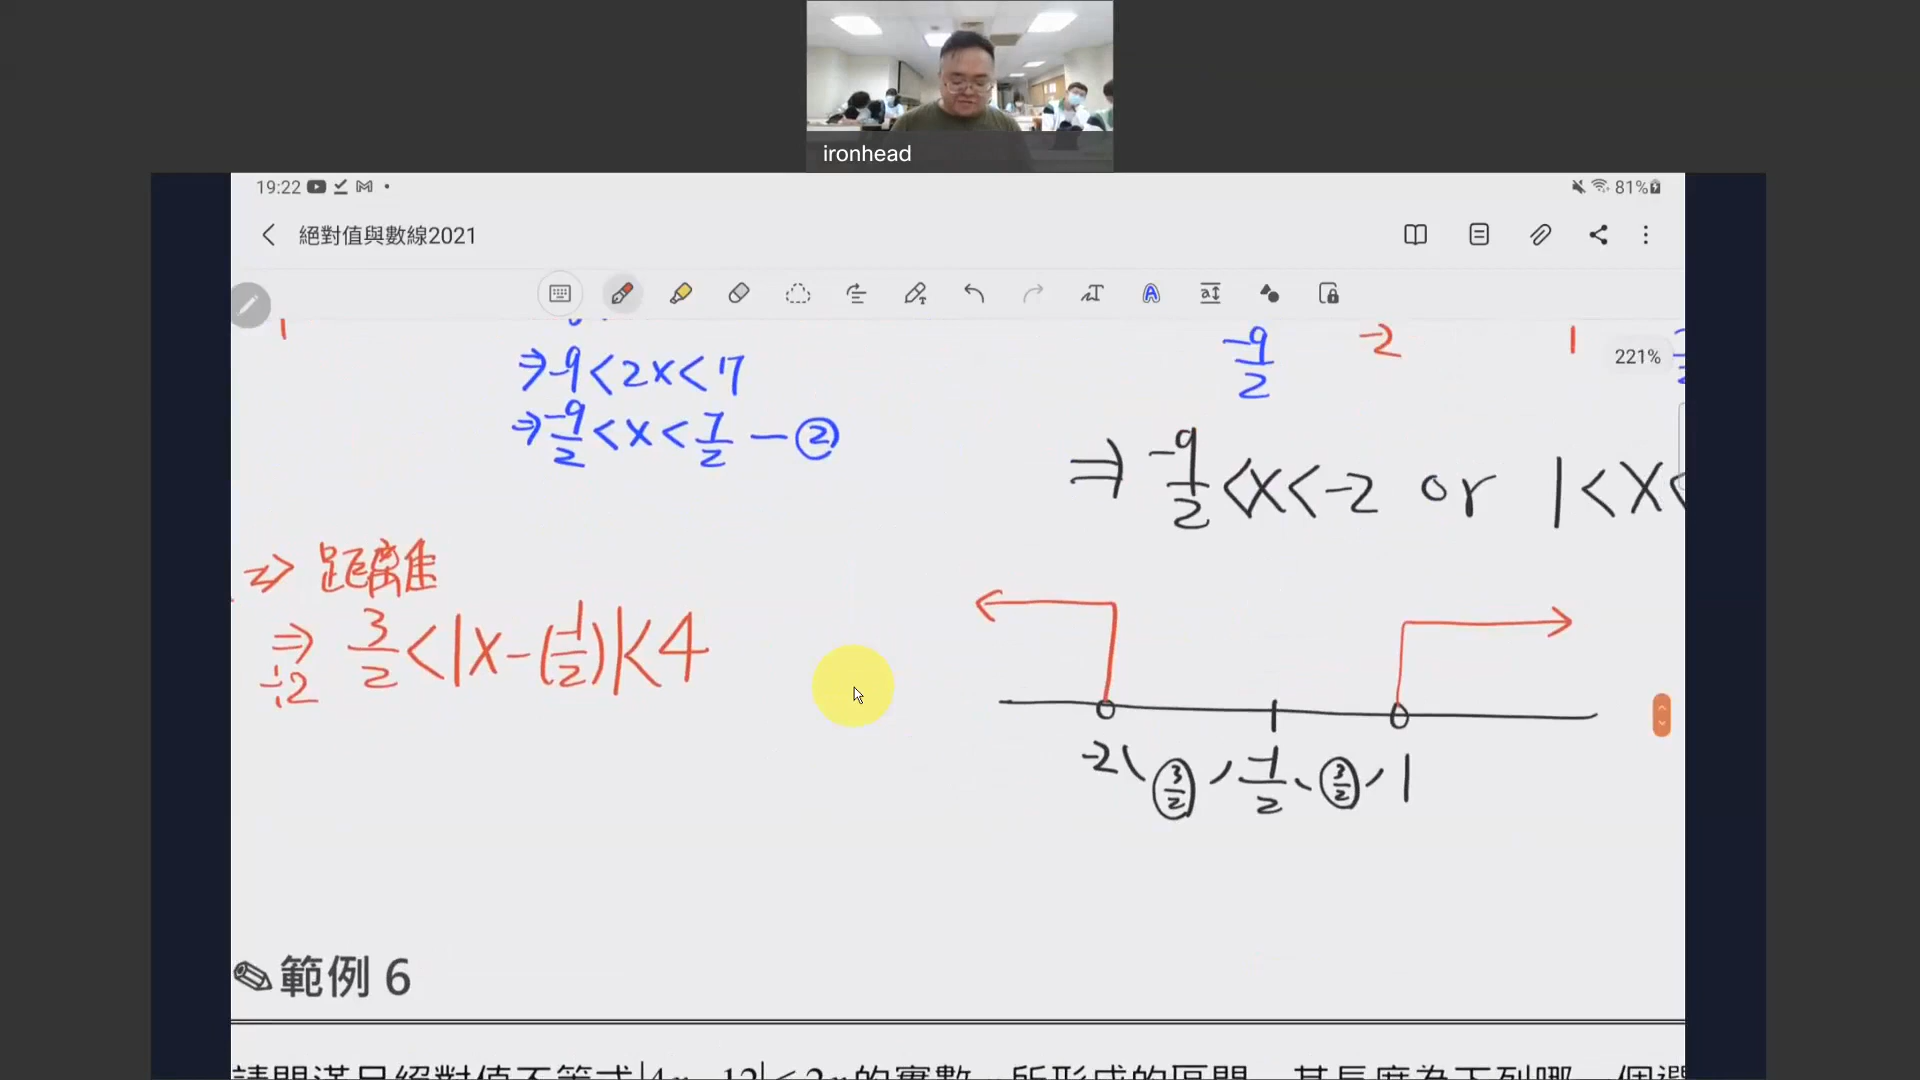 ironhead
19:22
81%
絕對值與數線2021
221%
1
⇒-9<2x<7
⇒-9/2<x<7/2 — ②
-9/2 -2 1
⇒ -9/2<x<-2 or 1<x<
⇒ 距離
⇒ 3/2<|x-(-1/2)|<4
÷2
-2 3/2 -1/2 3/2 1
範例 6